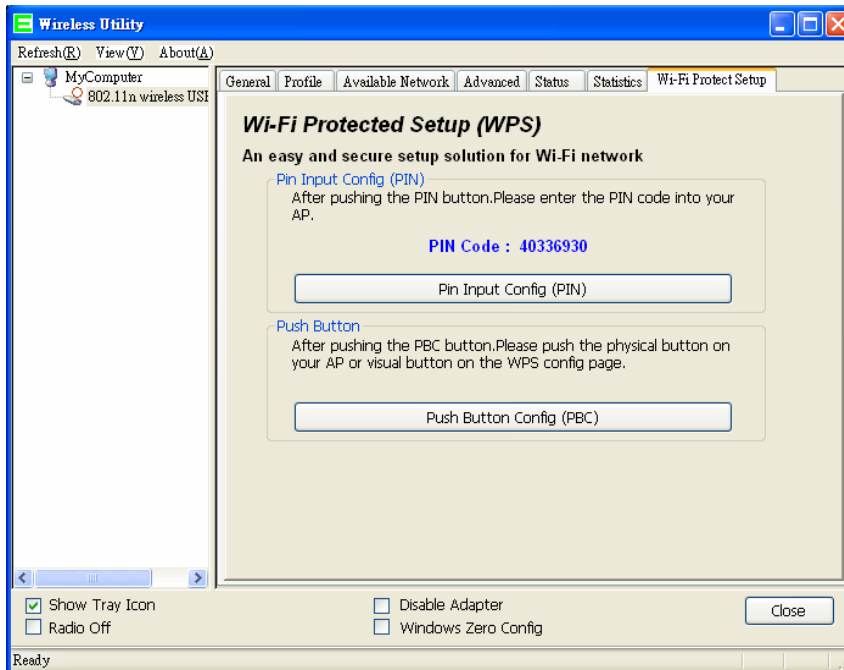 Wireless Utility
Refresh(R) View(V) About(A)
MyComputer
802.11n wireless USB
General Profile Available Network Advanced Status Statistics Wi-Fi Protect Setup
Wi-Fi Protected Setup (WPS)
An easy and secure setup solution for Wi-Fi network
Pin Input Config (PIN)
After pushing the PIN button.Please enter the PIN code into your
AP.
PIN Code : 40336930
Pin Input Config (PIN)
Push Button
After pushing the PBC button.Please push the physical button on
your AP or visual button on the WPS config page.
Push Button Config (PBC)
Show Tray Icon
Disable Adapter
Close
Radio Off
Windows Zero Config
Ready